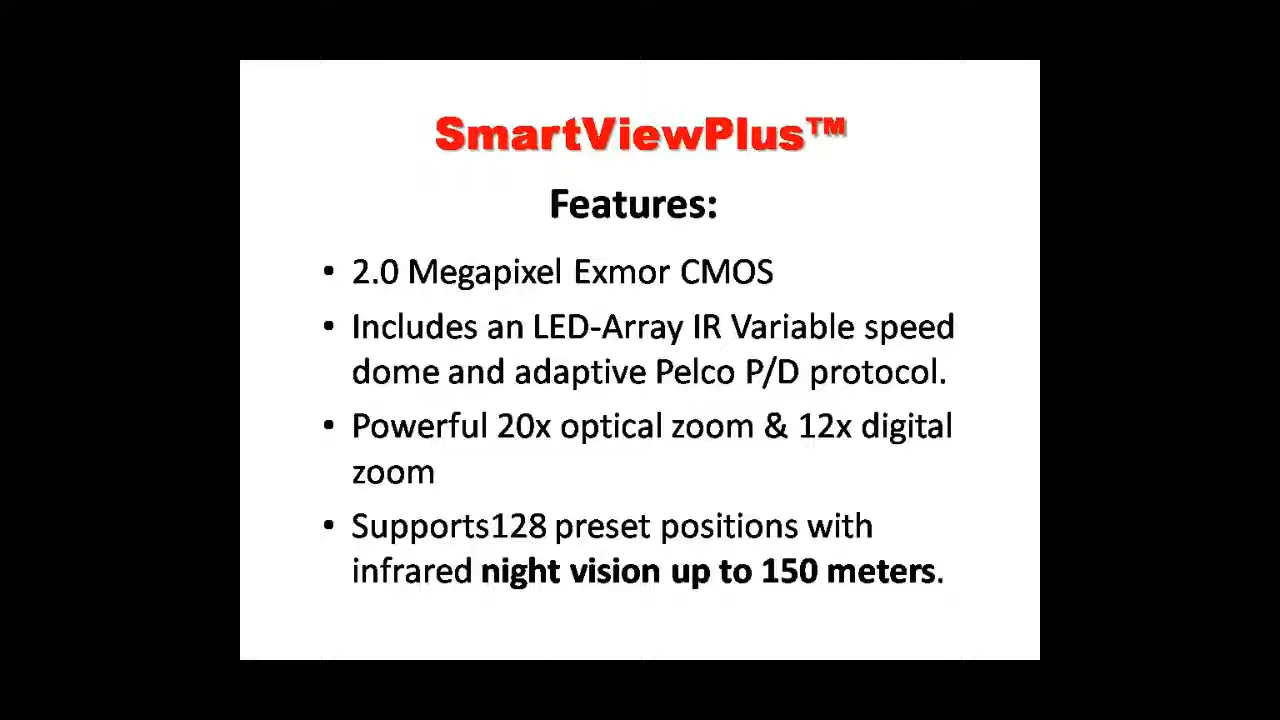 SmartViewPlus™
Features:
• 2.0 Megapixel Exmor CMOS
• Includes an LED-Array IR Variable speed
dome and adaptive Pelco P/D protocol.
• Powerful 20x optical zoom & 12x digital
zoom
• Supports128 preset positions with
infrared night vision up to 150 meters.